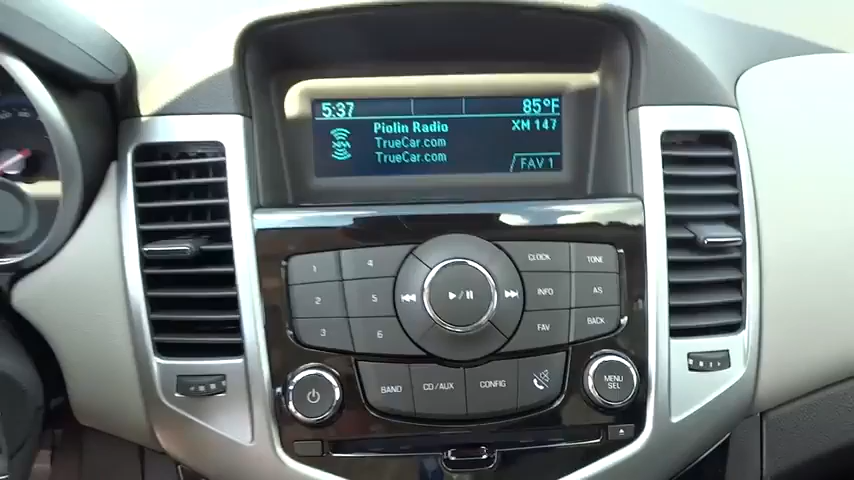 5:37 85°F
Piolin Radio XM 147
TrueCar.com
TrueCar.com
FAV 1
1 4 CLOCK TONE
2 5 INFO AS
3 6 FAV BACK
BAND CD/AUX CONFIG
MENU
SEL